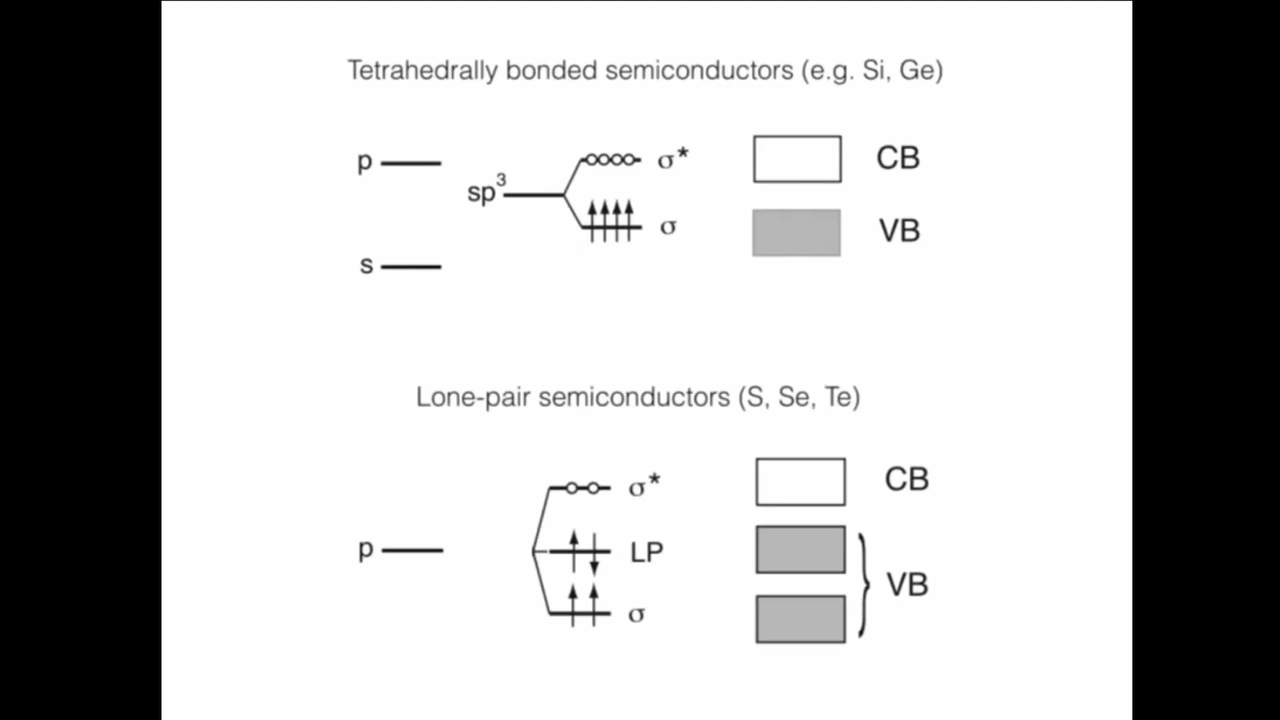 Tetrahedrally bonded semiconductors (e.g. Si, Ge)
p
sp³
σ*
CB
σ
VB
s
Lone-pair semiconductors (S, Se, Te)
σ*
CB
p
LP
VB
σ